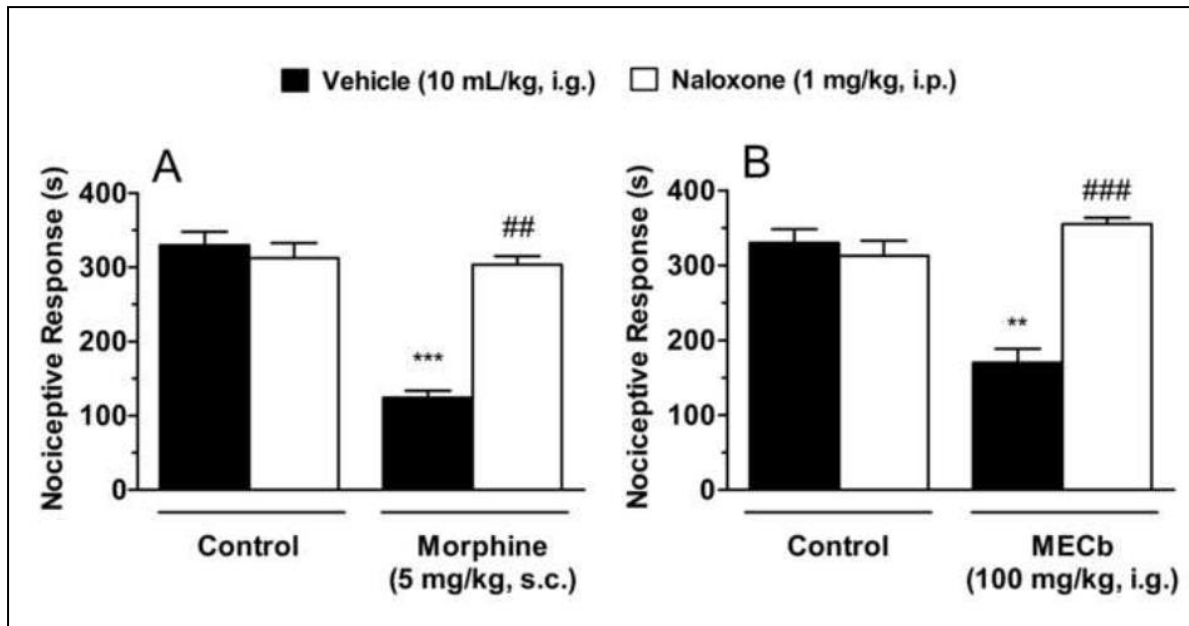 Vehicle (10 mL/kg, i.g.) Naloxone (1 mg/kg, i.p.)
A
Nociceptive Response (s)
400
300
200
100
0
***
##
Control
Morphine
(5 mg/kg, s.c.)
B
Nociceptive Response (s)
400
300
200
100
0
**
###
Control
MECb
(100 mg/kg, i.g.)